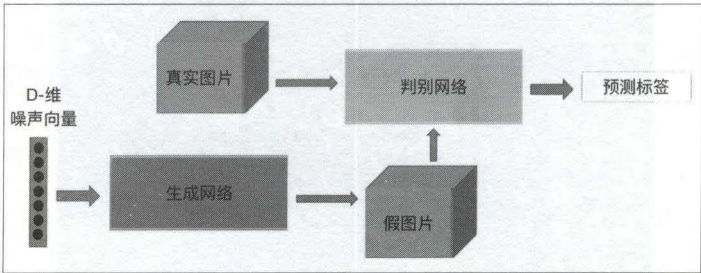 真实图片
判别网络
预测标签
D-维
噪声向量
生成网络
假图片